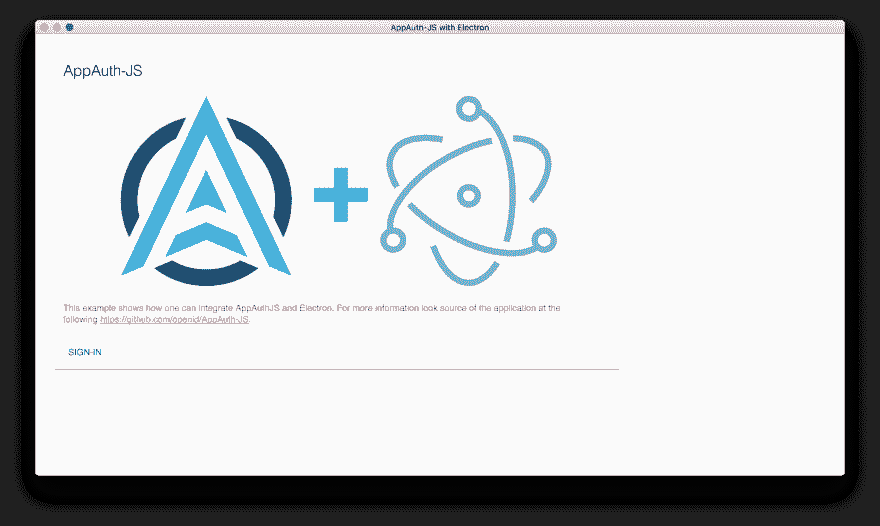 AppAuth-JS with Electron
AppAuth-JS
This example shows how one can integrate AppAuthJS and Electron. For more information look source of the application at the
following https://github.com/openid/AppAuth-JS.
SIGN-IN